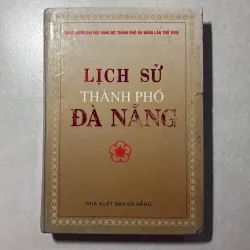 CHÀO MỪNG ĐẠI HỘI ĐẢNG BỘ THÀNH PHỐ ĐÀ NẴNG LẦN THỨ XVIII
LỊCH SỬ
THÀNH PHỐ
ĐÀ NẴNG
NHÀ XUẤT BẢN ĐÀ NẴNG